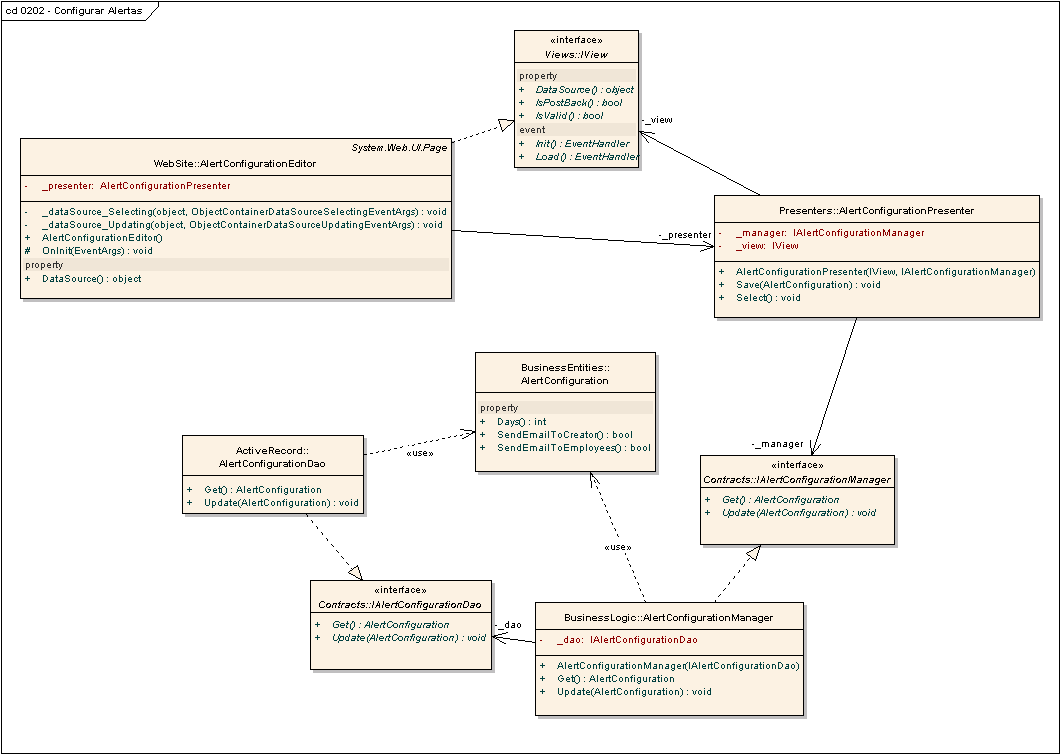 cd 0202 - Configurar Alertas
«interface»
Views::IView
property
+ DataSource() : object
+ IsPostBack() : bool
+ IsValid() : bool
event
+ Init() : EventHandler
+ Load() : EventHandler
-_view
System.Web.UI.Page
WebSite::AlertConfigurationEditor
- _presenter: AlertConfigurationPresenter
- _dataSource_Selecting(object, ObjectContainerDataSourceSelectingEventArgs) : void
- _dataSource_Updating(object, ObjectContainerDataSourceUpdatingEventArgs) : void
+ AlertConfigurationEditor()
# OnInit(EventArgs) : void
property
+ DataSource() : object
-_presenter
Presenters::AlertConfigurationPresenter
- _manager: IAlertConfigurationManager
- _view: IView
+ AlertConfigurationPresenter(IView, IAlertConfigurationManager)
+ Save(AlertConfiguration) : void
+ Select() : void
BusinessEntities::
AlertConfiguration
property
+ Days() : int
+ SendEmailToCreator() : bool
+ SendEmailToEmployees() : bool
ActiveRecord::
AlertConfigurationDao
+ Get() : AlertConfiguration
+ Update(AlertConfiguration) : void
«use»
-_manager
«interface»
Contracts::IAlertConfigurationManager
+ Get() : AlertConfiguration
+ Update(AlertConfiguration) : void
«use»
«interface»
Contracts::IAlertConfigurationDao
+ Get() : AlertConfiguration
+ Update(AlertConfiguration) : void
-_dao
BusinessLogic::AlertConfigurationManager
- _dao: IAlertConfigurationDao
+ AlertConfigurationManager(IAlertConfigurationDao)
+ Get() : AlertConfiguration
+ Update(AlertConfiguration) : void